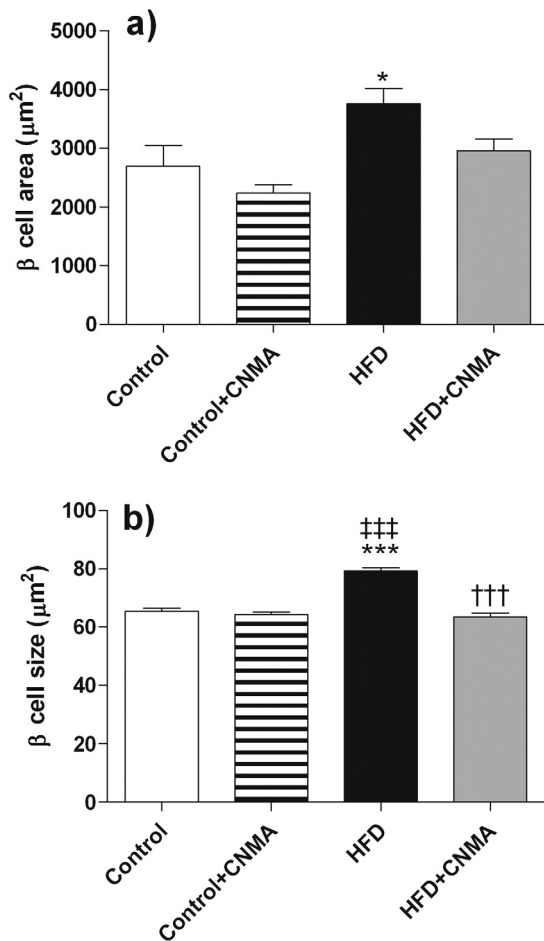 a)
β cell area (μm²)
5000
4000
3000
2000
1000
0
*
Control
Control+CNMA
HFD
HFD+CNMA
b)
β cell size (μm²)
100
80
60
40
20
0
‡‡‡
***
†††
Control
Control+CNMA
HFD
HFD+CNMA